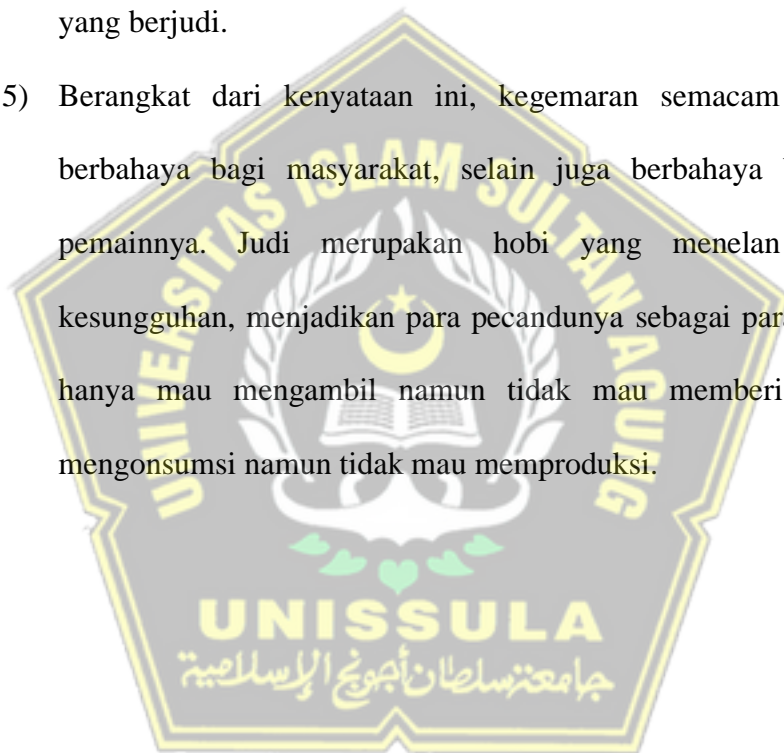 yang berjudi.
5) Berangkat dari kenyataan ini, kegemaran semacam
berbahaya bagi masyarakat, selain juga berbahaya
pemainnya. Judi merupakan hobi yang menelan
kesungguhan, menjadikan para pecandunya sebagai
hanya mau mengambil namun tidak mau memberi
mengonsumsi namun tidak mau memproduksi.
UNIVERSITAS ISLAM SULTAN AGUNG
UNISSULA
جامعة سلطان أجونج الإسلامية